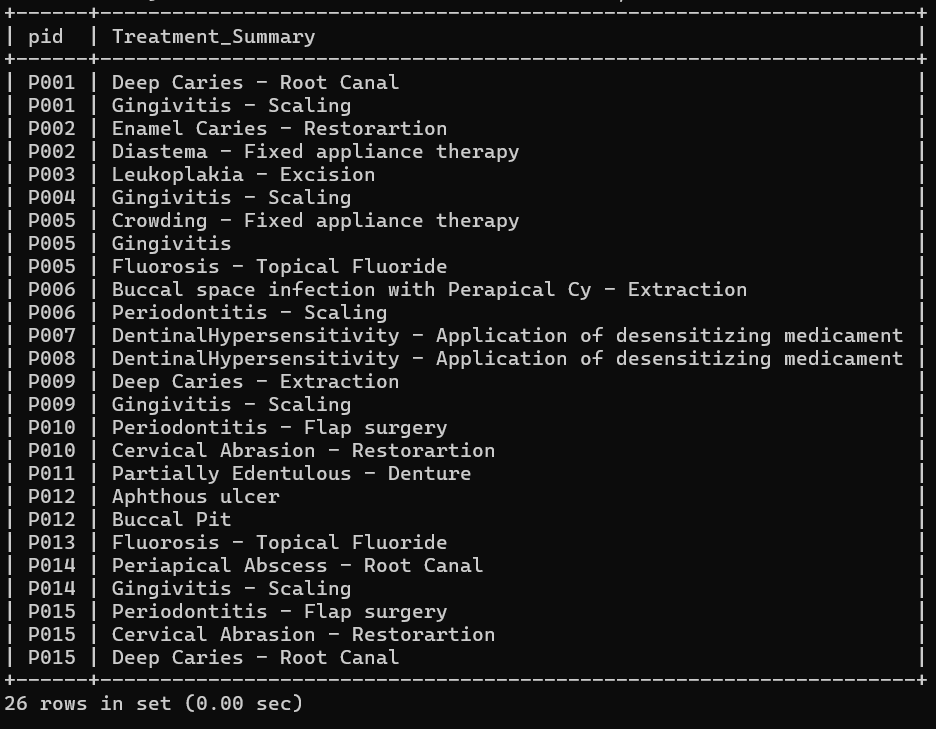 +------+--------------------------------------------------------------------+
| pid  | Treatment_Summary                                                  |
+------+--------------------------------------------------------------------+
| P001 | Deep Caries - Root Canal                                           |
| P001 | Gingivitis - Scaling                                               |
| P002 | Enamel Caries - Restorartion                                       |
| P002 | Diastema - Fixed appliance therapy                                 |
| P003 | Leukoplakia - Excision                                             |
| P004 | Gingivitis - Scaling                                               |
| P005 | Crowding - Fixed appliance therapy                                 |
| P005 | Gingivitis                                                         |
| P005 | Fluorosis - Topical Fluoride                                       |
| P006 | Buccal space infection with Perapical Cy - Extraction              |
| P006 | Periodontitis - Scaling                                            |
| P007 | DentinalHypersensitivity - Application of desensitizing medicament |
| P008 | DentinalHypersensitivity - Application of desensitizing medicament |
| P009 | Deep Caries - Extraction                                           |
| P009 | Gingivitis - Scaling                                               |
| P010 | Periodontitis - Flap surgery                                       |
| P010 | Cervical Abrasion - Restorartion                                   |
| P011 | Partially Edentulous - Denture                                     |
| P012 | Aphthous ulcer                                                     |
| P012 | Buccal Pit                                                         |
| P013 | Fluorosis - Topical Fluoride                                       |
| P014 | Periapical Abscess - Root Canal                                    |
| P014 | Gingivitis - Scaling                                               |
| P015 | Periodontitis - Flap surgery                                       |
| P015 | Cervical Abrasion - Restorartion                                   |
| P015 | Deep Caries - Root Canal                                           |
+------+--------------------------------------------------------------------+
26 rows in set (0.00 sec)